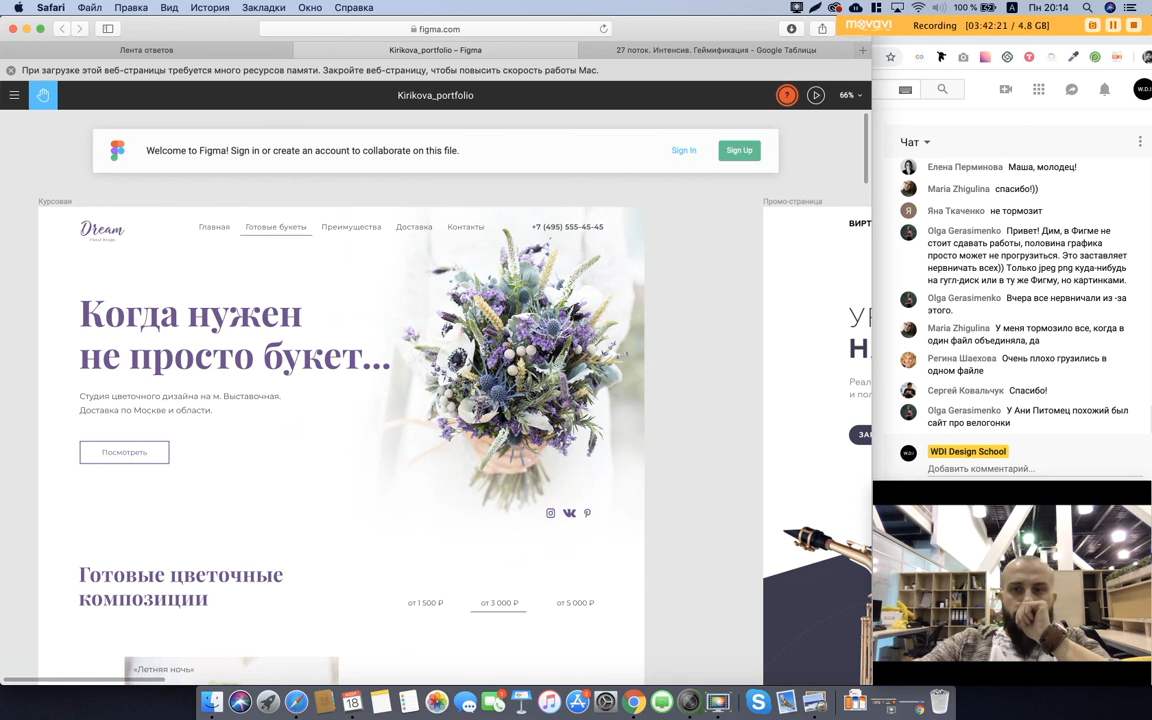 Safari Файл Правка Вид История Закладки Окно Справка
100 % A Пн 20:14
movavi Recording [03:42:21 / 4.8 GB]
figma.com
Лента ответов
Kirikova_portfolio – Figma
27 поток. Интенсив. Геймификация - Google Таблицы
При загрузке этой веб-страницы требуется много ресурсов памяти. Закройте веб-страницу, чтобы повысить скорость работы Mac.
Kirikova_portfolio
?
66%
Welcome to Figma! Sign in or create an account to collaborate on this file.
Sign In
Sign Up
Курсовая
Промо-страница
Dream
Главная Готовые букеты Преимущества Доставка Контакты +7 (495) 555-45-45
Когда нужен
не просто букет...
Студия цветочного дизайна на м. Выставочная.
Доставка по Москве и области.
Посмотреть
Готовые цветочные
композиции
от 1 500 ₽ от 3 000 ₽ от 5 000 ₽
«Летняя ночь»
ВИРТ
УР
НА
Реал
и пол
ЗАП
W.D.I
Чат
Елена Перминова Маша, молодец!
Maria Zhigulina спасибо!))
Я
Яна Ткаченко не тормозит
Olga Gerasimenko Привет! Дим, в Фигме не
стоит сдавать работы, половина графика
просто может не прогрузиться. Это заставляет
нервничать всех)) Только jpeg png куда-нибудь
на гугл-диск или в ту же Фигму, но картинками.
Olga Gerasimenko Вчера все нервничали из -за
этого.
Maria Zhigulina У меня тормозило все, когда в
один файл объединяла, да
Регина Шаехова Очень плохо грузились в
одном файле
Сергей Ковальчук Спасибо!
Olga Gerasimenko У Ани Питомец похожий был
сайт про велогонки
WDI Design School
Добавить комментарий...
18